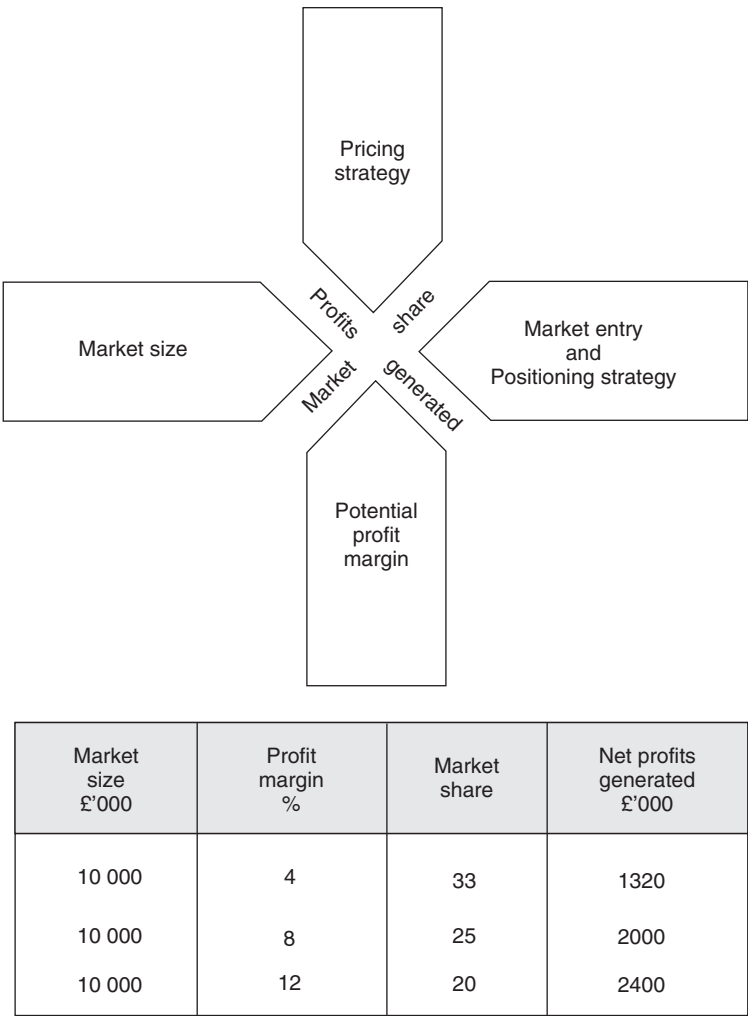 Pricing
strategy
Profits
share
Market size
Market entry
and
Positioning strategy
Market
generated
Potential
profit
margin
Market
size
£'000
Profit
margin
%
Market
share
Net profits
generated
£'000
10 000
4
33
1320
10 000
8
25
2000
10 000
12
20
2400